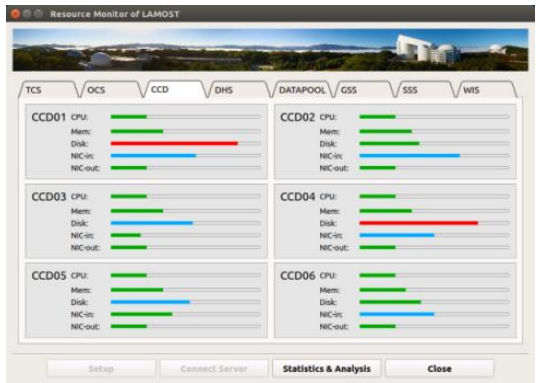 Resource Monitor of LAMOST
TCS OCS CCD DHS DATAPOOL GSS SSS WIS
CCD01 CPU:
Mem:
Disk:
NIC-in:
NIC-out:
CCD02 CPU:
Mem:
Disk:
NIC-in:
NIC-out:
CCD03 CPU:
Mem:
Disk:
NIC-in:
NIC-out:
CCD04 CPU:
Mem:
Disk:
NIC-in:
NIC-out:
CCD05 CPU:
Mem:
Disk:
NIC-in:
NIC-out:
CCD06 CPU:
Mem:
Disk:
NIC-in:
NIC-out:
Setup Connect Server Statistics & Analysis Close